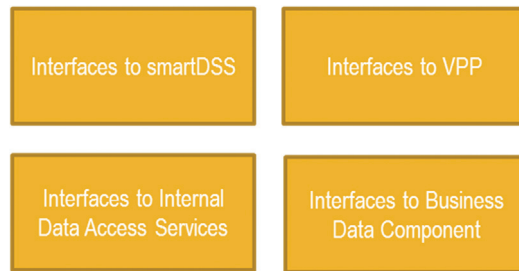 Interfaces to smartDSS
Interfaces to VPP
Interfaces to Internal
Data Access Services
Interfaces to Business
Data Component